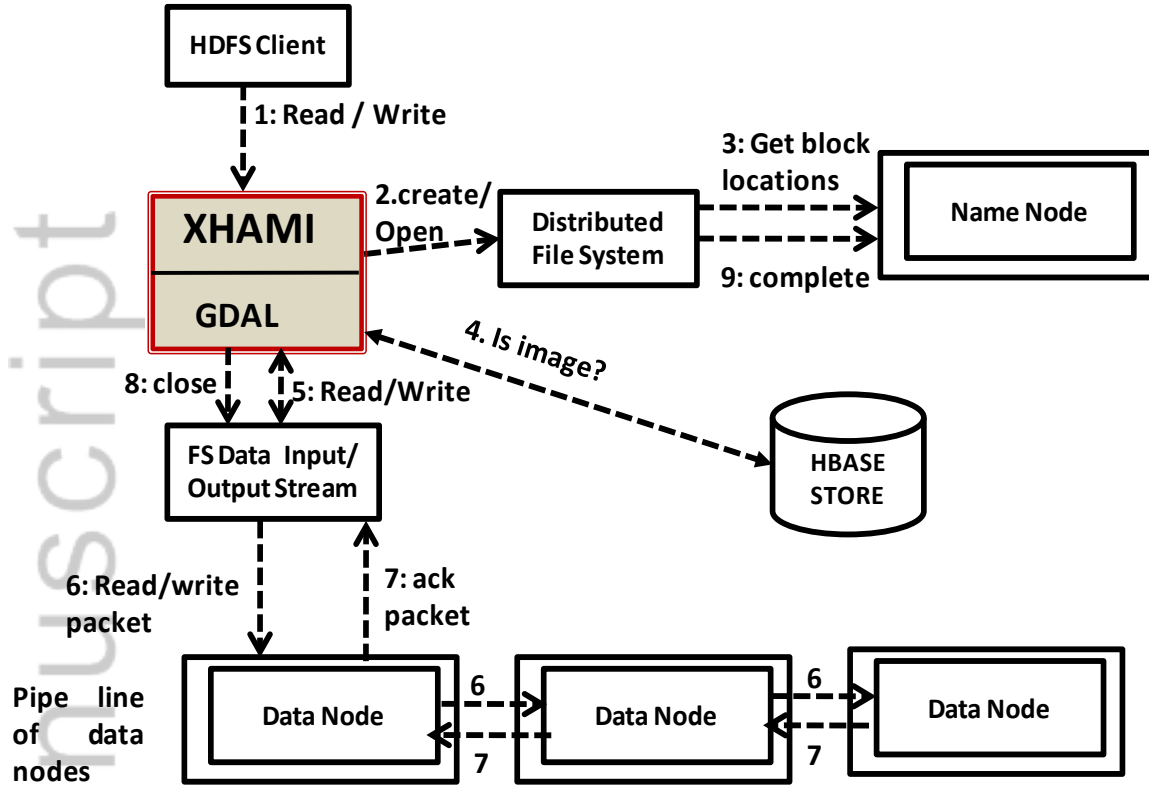 HDFS Client
1: Read / Write
XHAMI
GDAL
2.create/
Open
Distributed
File System
3: Get block
locations
9: complete
Name Node
4. Is image?
HBASE
STORE
8: close
5: Read/Write
FS Data Input/
Output Stream
6: Read/write
packet
7: ack
packet
Pipe line
of data
nodes
Data Node
6
7
Data Node
6
7
Data Node
nuscript